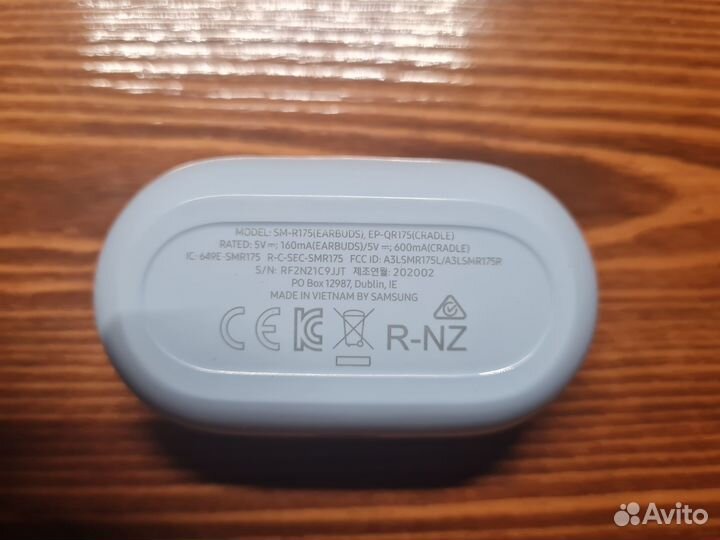 MODEL: SM-R175(EARBUDS), EP-QR175(CRADLE)
RATED: 5V⎓; 160mA(EARBUDS)/5V⎓; 600mA(CRADLE)
IC: 649E-SMR175 R-C-SEC-SMR175 FCC ID: A3LSMR175L/A3LSMR175R
S/N: RF2N21C9JJT 제조연월: 202002
PO Box 12987, Dublin, IE
MADE IN VIETNAM BY SAMSUNG
CE R-NZ
Avito